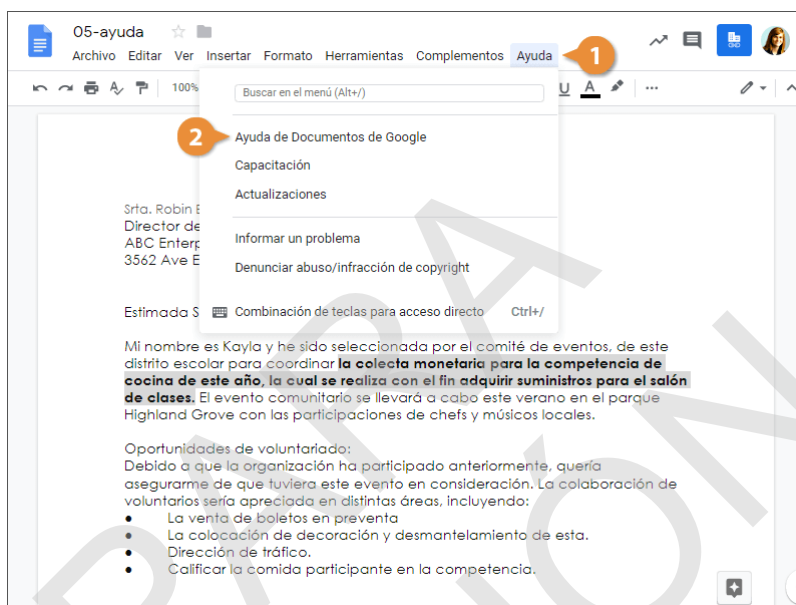 05-ayuda
Archivo Editar Ver Insertar Formato Herramientas Complementos Ayuda
1
100%
U A
Buscar en el menú (Alt+/)
2
Ayuda de Documentos de Google
Capacitación
Actualizaciones
Informar un problema
Denunciar abuso/infracción de copyright
Combinación de teclas para acceso directo Ctrl+/
Srta. Robin
Director de
ABC Enterp
3562 Ave E
Estimada S
Mi nombre es Kayla y he sido seleccionada por el comité de eventos, de este
distrito escolar para coordinar la colecta monetaria para la competencia de
cocina de este año, la cual se realiza con el fin adquirir suministros para el salón
de clases. El evento comunitario se llevará a cabo este verano en el parque
Highland Grove con las participaciones de chefs y músicos locales.
Oportunidades de voluntariado:
Debido a que la organización ha participado anteriormente, quería
asegurarme de que tuviera este evento en consideración. La colaboración de
voluntarios sería apreciada en distintas áreas, incluyendo:
● La venta de boletos en preventa
● La colocación de decoración y desmantelamiento de esta.
● Dirección de tráfico.
● Calificar la comida participante en la competencia.
PARA